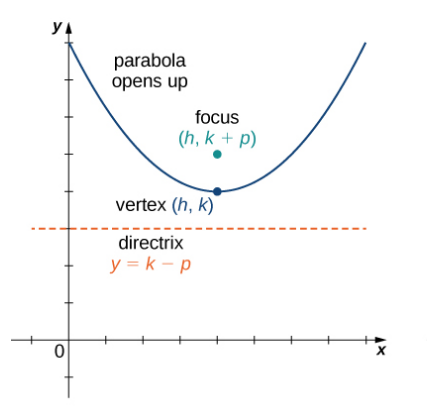 y
parabola
opens up
focus
(h, k + p)
vertex (h, k)
directrix
y = k − p
0
x